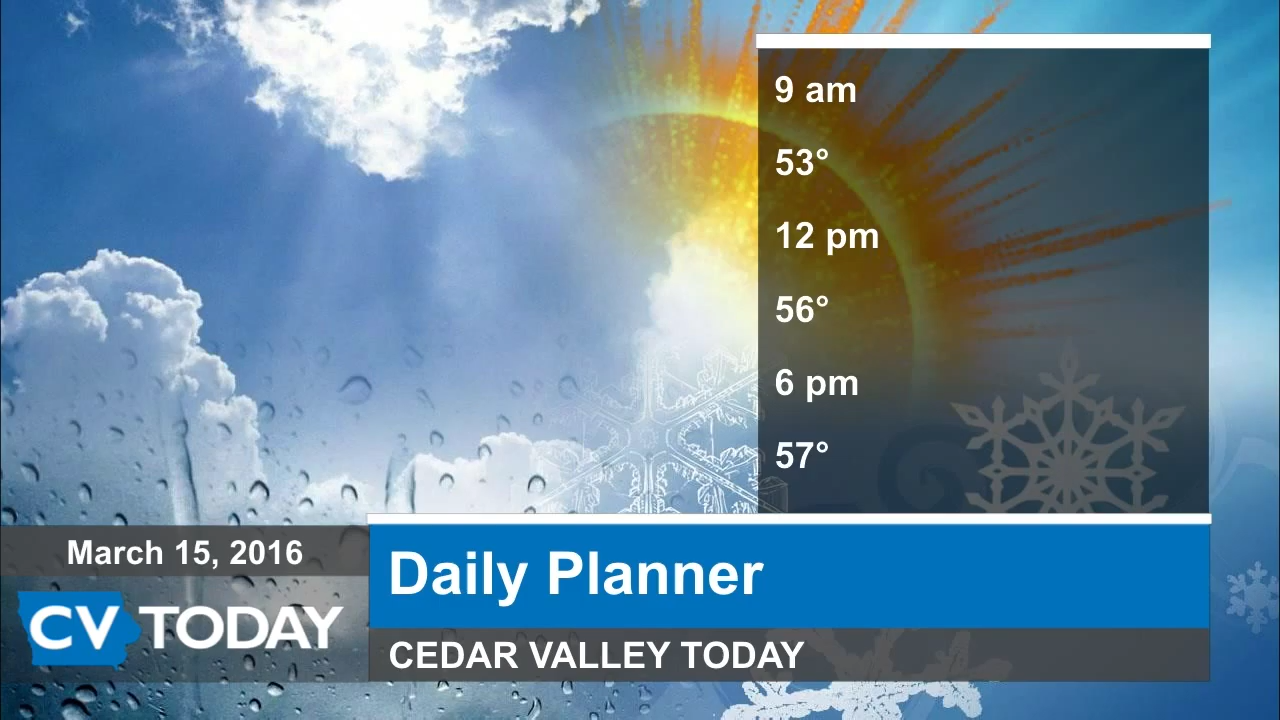 9 am
53°
12 pm
56°
6 pm
57°
March 15, 2016
Daily Planner
CV TODAY
CEDAR VALLEY TODAY